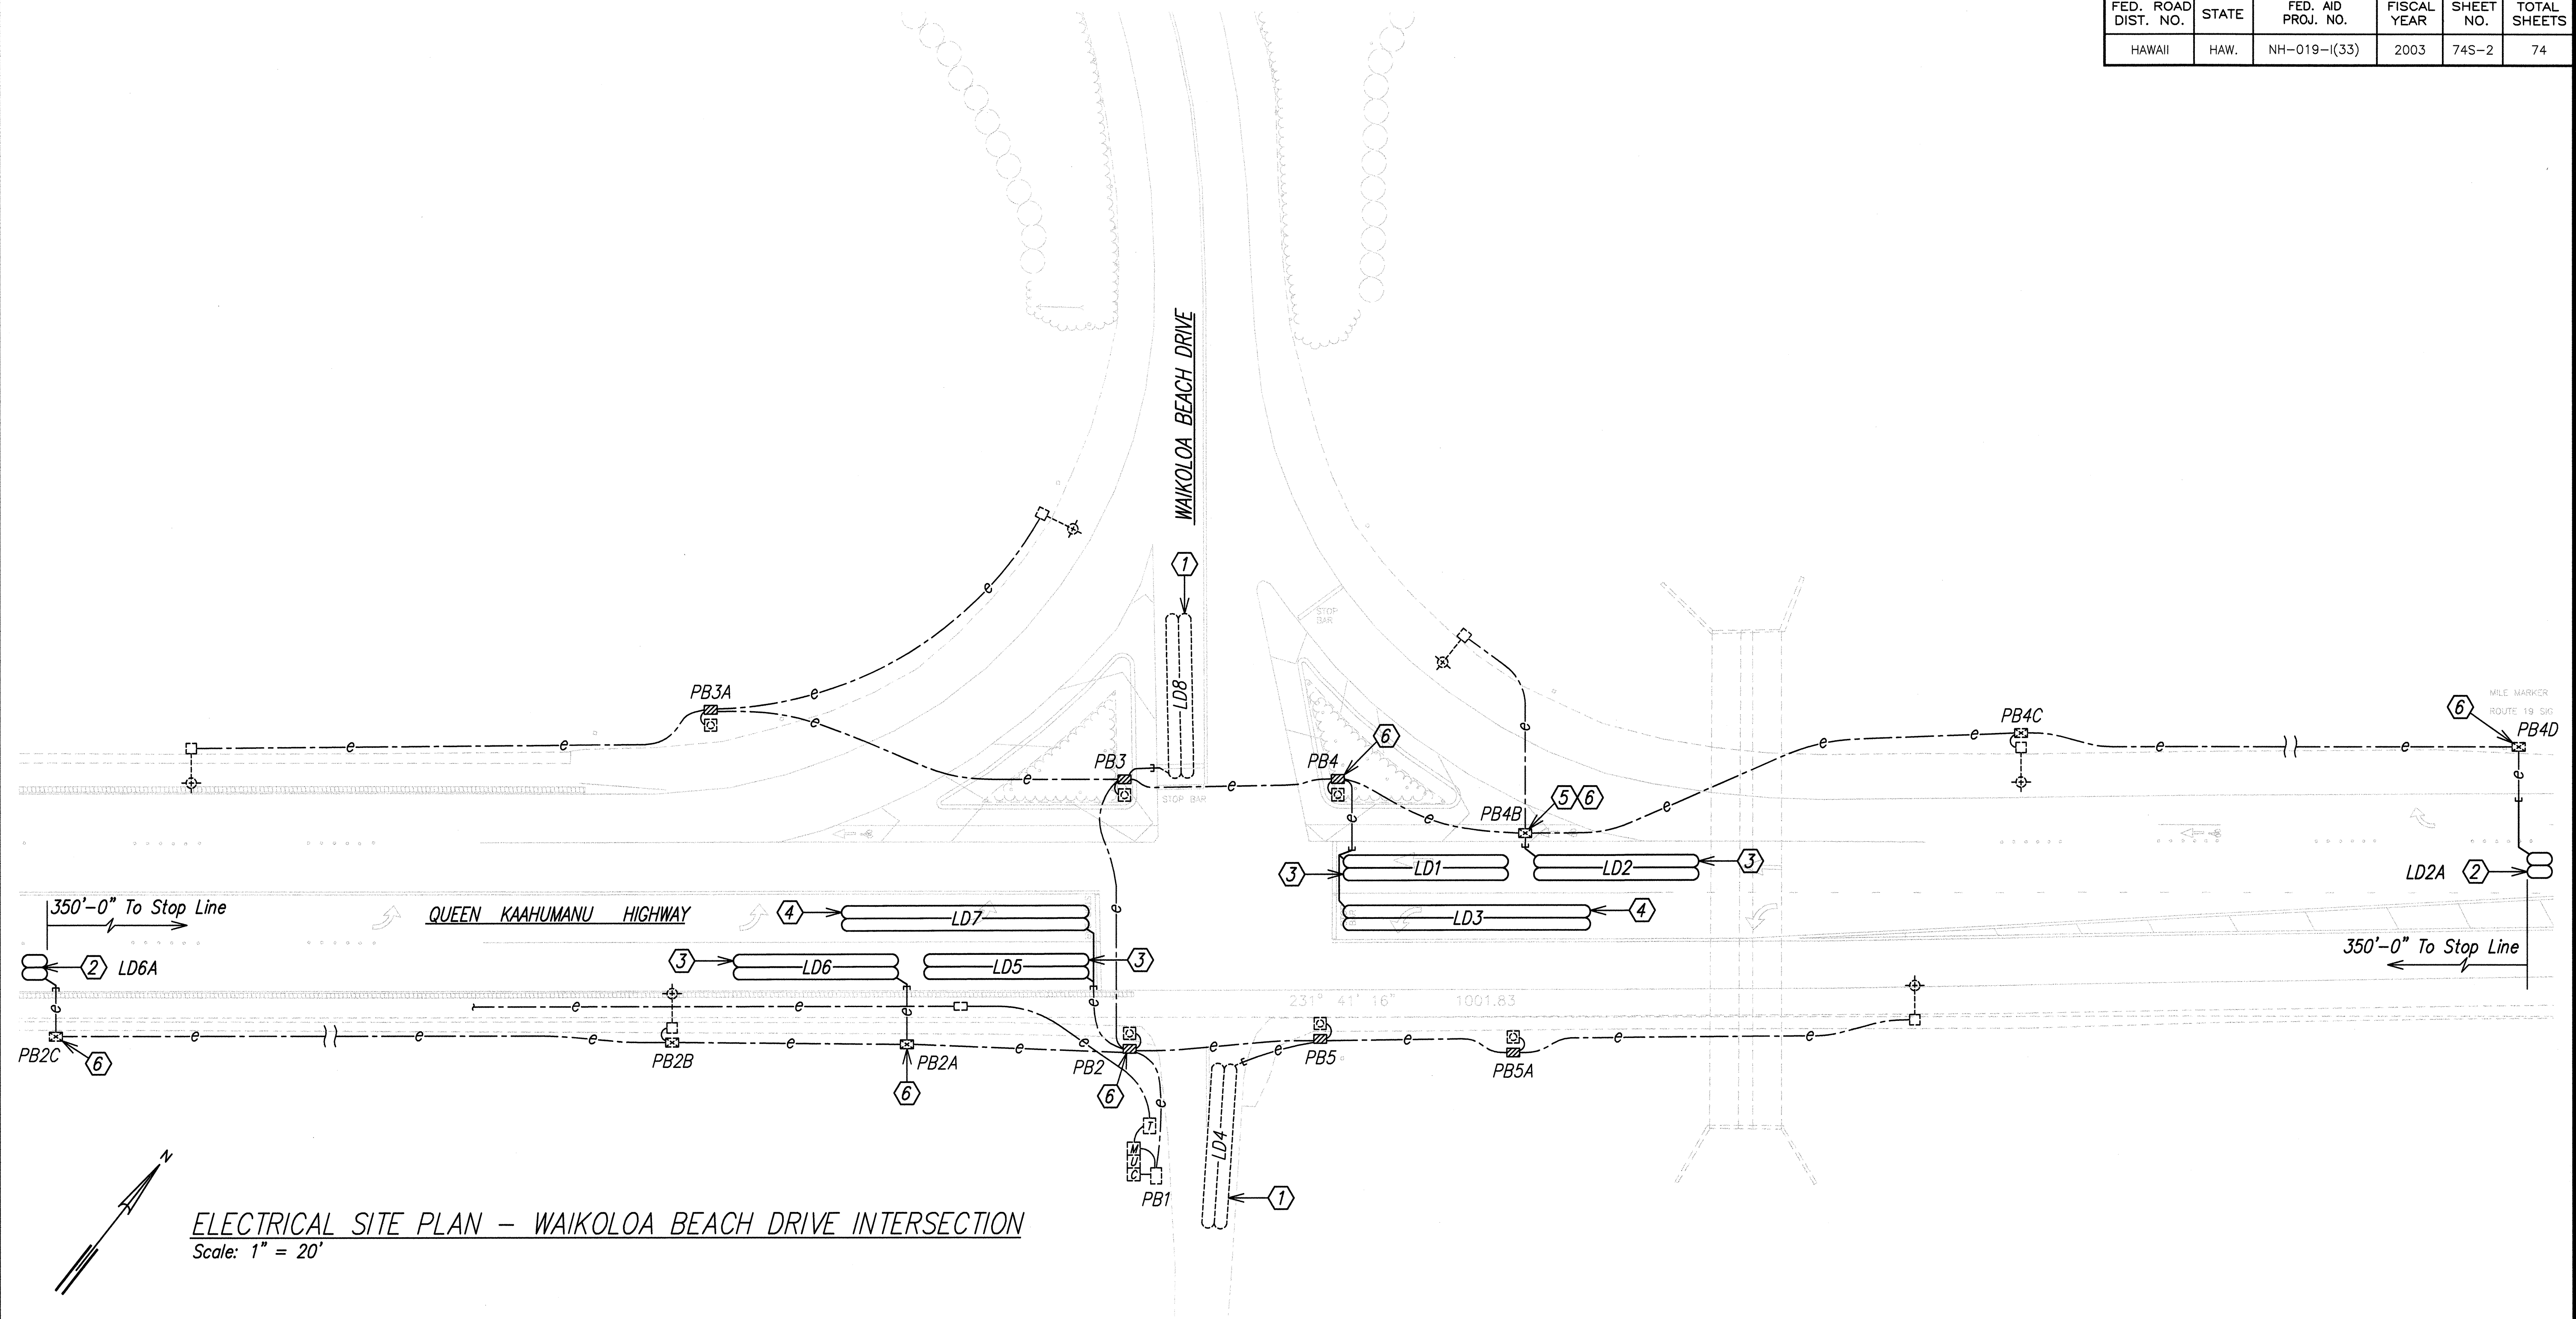 FED. ROAD DIST. NO. STATE FED. AID PROJ. NO. FISCAL YEAR SHEET NO. TOTAL SHEETS
HAWAII HAW. NH-019-I(33) 2003 74S-2 74
WAIKOLOA BEACH DRIVE
1
LD8
STOP BAR
PB3A
e
e
e
e
e
e
PB3
e
PB4
6
STOP BAR
e
e
e
PB4B
5 6
e
e
e
PB4C
e
e
6
PB4D
MILE MARKER
ROUTE 19 SIG
e
3
LD1
LD2
3
LD2A
2
4
LD3
350'-0" To Stop Line
350'-0" To Stop Line
QUEEN KAAHUMANU HIGHWAY
4
LD7
e
2
LD6A
3
LD6
LD5
3
231° 41' 16" 1001.83
e
e
e
e
e
PB2C
6
e
e
e
PB2B
e
PB2A
6
e
e
PB2
6
e
e
PB5
e
e
PB5A
e
e
T
M
U
C
PB1
LD4
1
N
ELECTRICAL SITE PLAN - WAIKOLOA BEACH DRIVE INTERSECTION
Scale: 1" = 20'